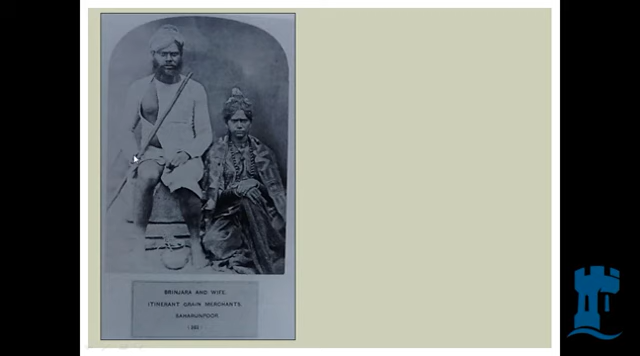 BRINJARA AND WIFE.
ITINERANT GRAIN MERCHANTS.
SAHARUNPOOR.